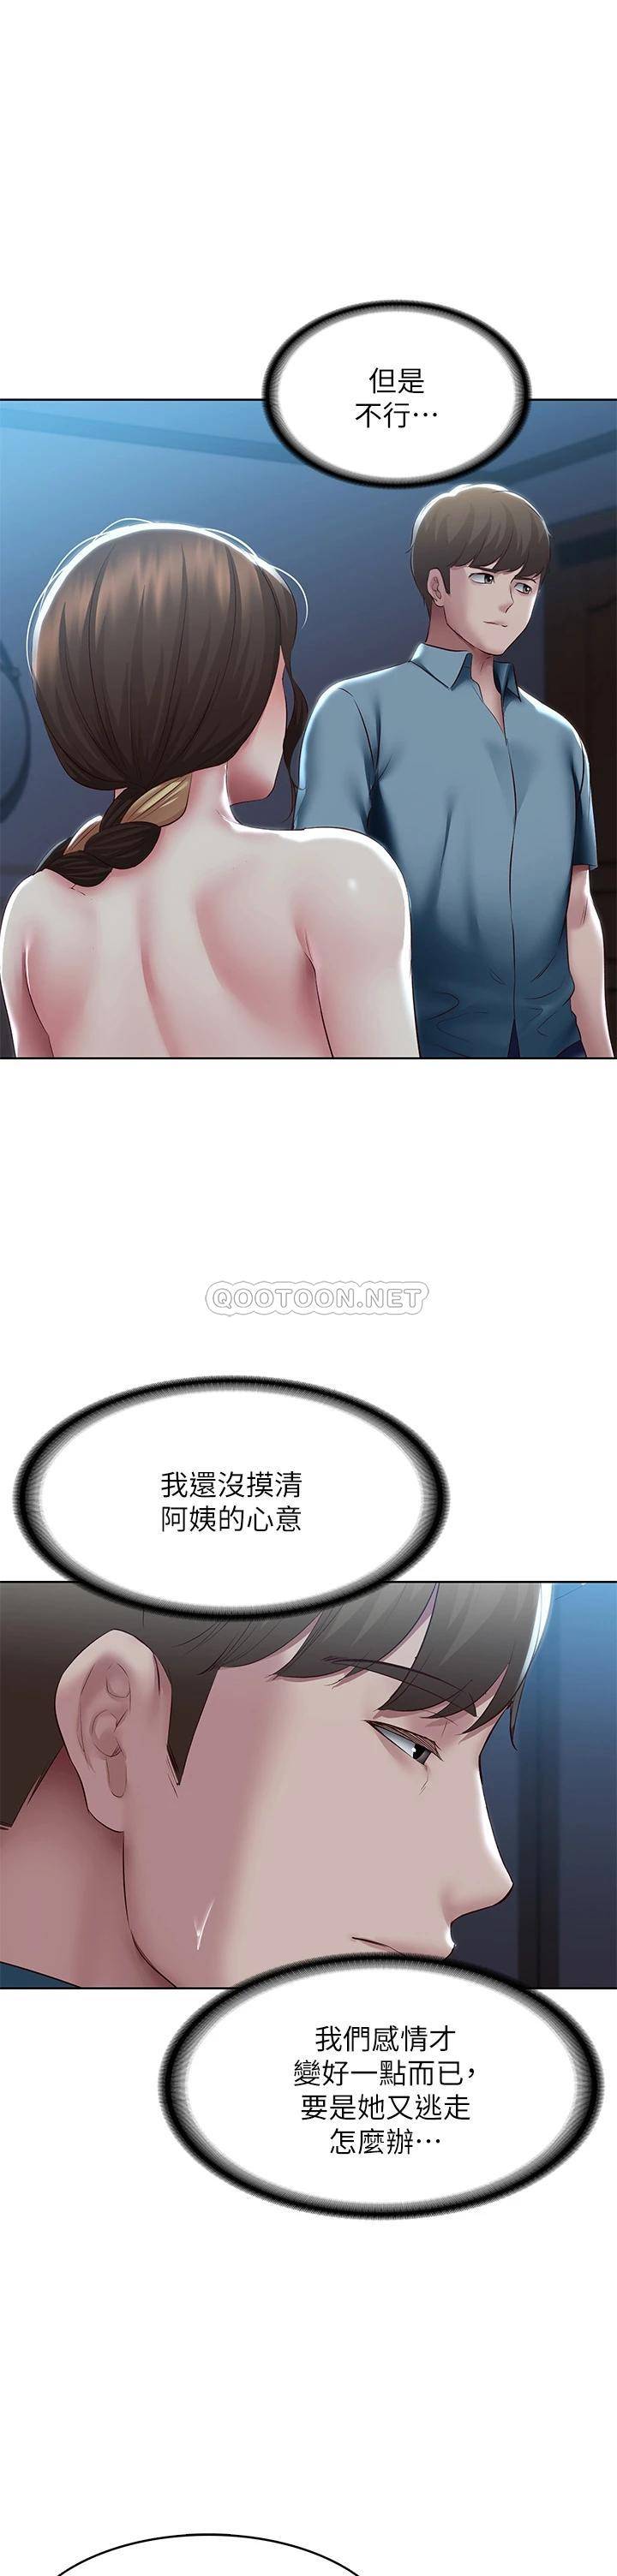 但是
不行…
QOOTOON.NET
我還沒摸清
阿姨的心意
我們感情才
變好一點而已,
要是她又逃走
怎麼辦…